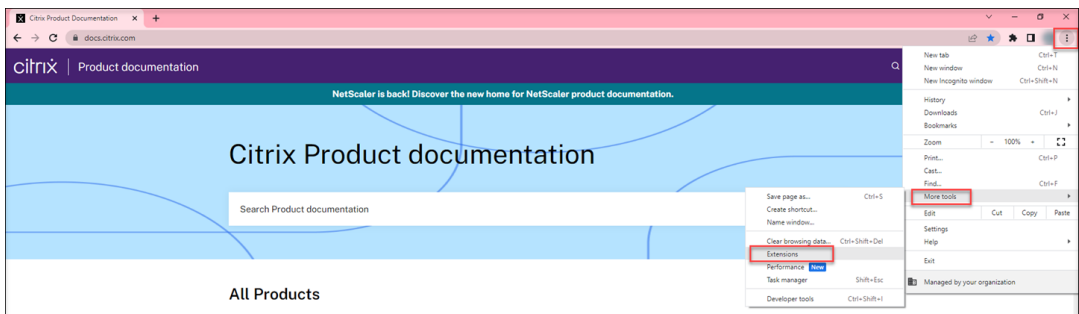 Citrix Product Documentation
docs.citrix.com
citrix | Product documentation
NetScaler is back! Discover the new home for NetScaler product documentation.
Citrix Product documentation
Search Product documentation
All Products
New tab Ctrl+T
New window Ctrl+N
New Incognito window Ctrl+Shift+N
History
Downloads Ctrl+J
Bookmarks
Zoom - 100% +
Print... Ctrl+P
Cast...
Find... Ctrl+F
More tools
Edit Cut Copy Paste
Settings
Help
Exit
Managed by your organization
Save page as... Ctrl+S
Create shortcut...
Name window...
Clear browsing data... Ctrl+Shift+Del
Extensions
Performance New
Task manager Shift+Esc
Developer tools Ctrl+Shift+I